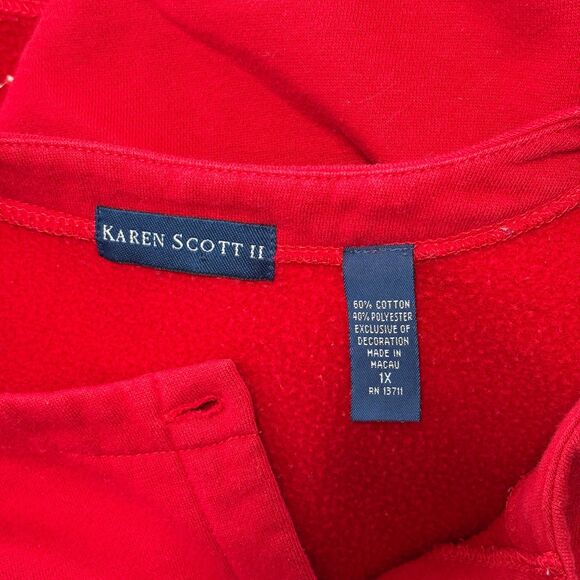 KAREN SCOTT II
60% COTTON
40% POLYESTER
EXCLUSIVE OF
DECORATION
MADE IN
MACAU
1X
RN 13711